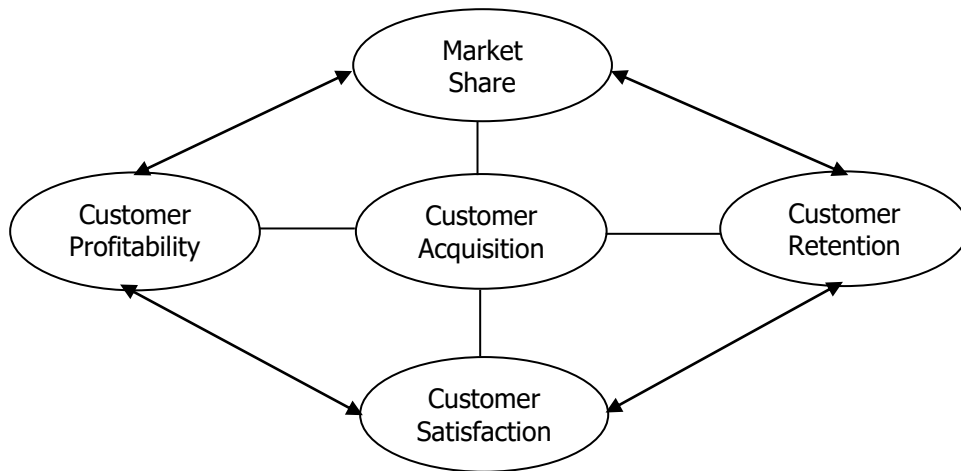 Market
Share
Customer
Profitability
Customer
Acquisition
Customer
Retention
Customer
Satisfaction